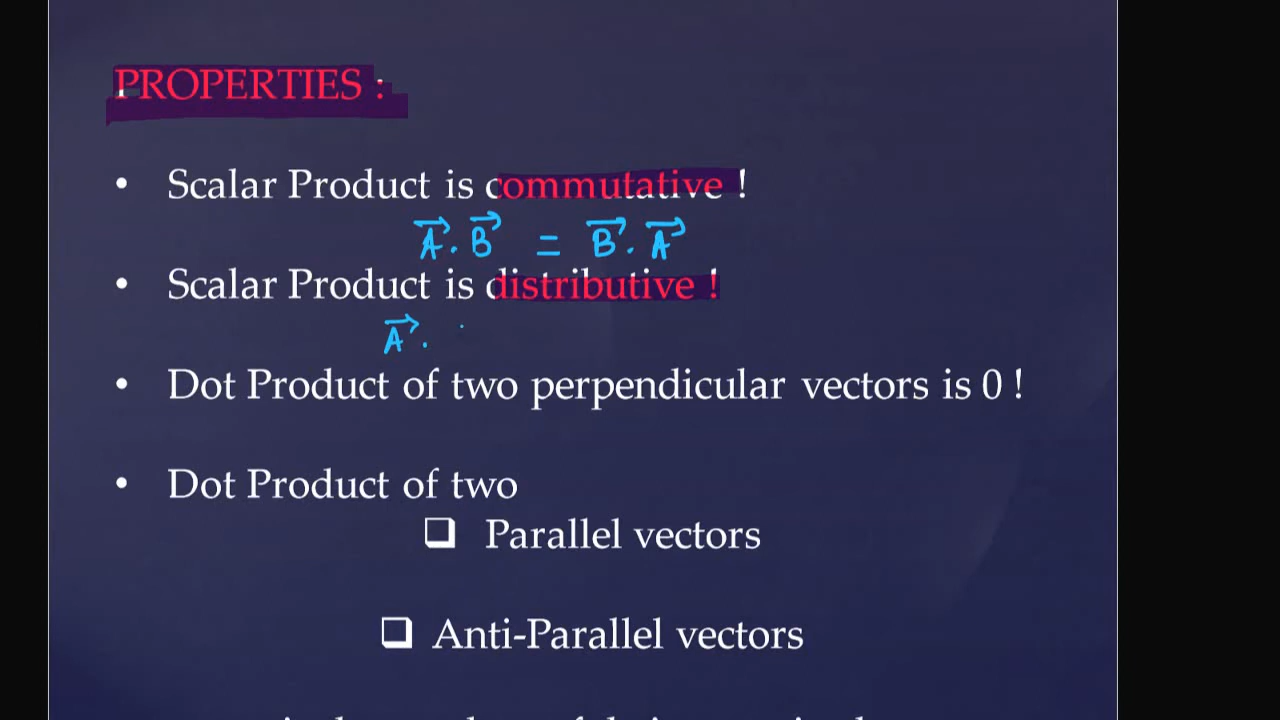 PROPERTIES :
• Scalar Product is commutative !
A⃗ . B⃗ = B⃗ . A⃗
• Scalar Product is distributive !
A⃗ .
• Dot Product of two perpendicular vectors is 0 !
• Dot Product of two
❑ Parallel vectors
❑ Anti-Parallel vectors